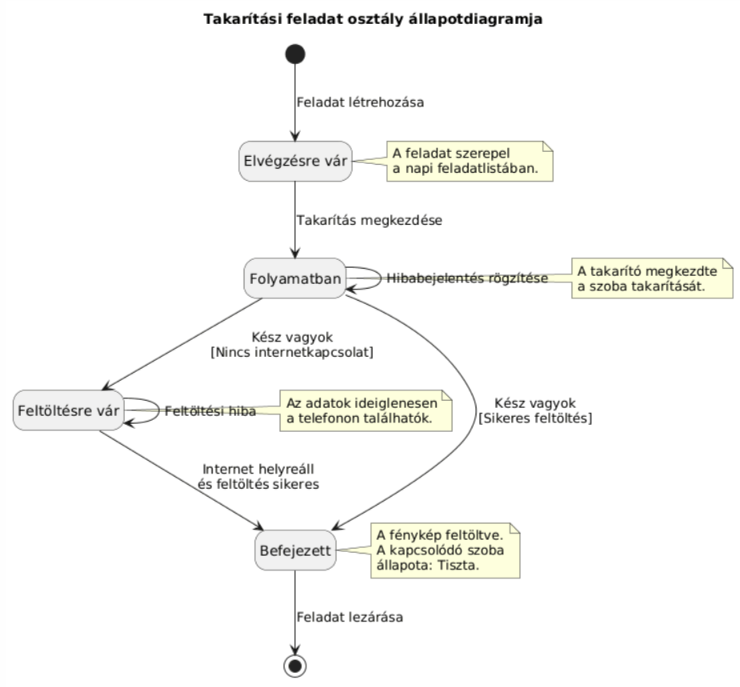 Takarítási feladat osztály állapotdiagramja
Feladat létrehozása
Elvégzésre vár
A feladat szerepel
a napi feladatlistában.
Takarítás megkezdése
Folyamatban
Hibabejelentés rögzítése
A takarító megkezdte
a szoba takarítását.
Kész vagyok
[Nincs internetkapcsolat]
Feltöltésre vár
Feltöltési hiba
Az adatok ideiglenesen
a telefonon találhatók.
Kész vagyok
[Sikeres feltöltés]
Internet helyreáll
és feltöltés sikeres
Befejezett
A fénykép feltöltve.
A kapcsolódó szoba
állapota: Tiszta.
Feladat lezárása